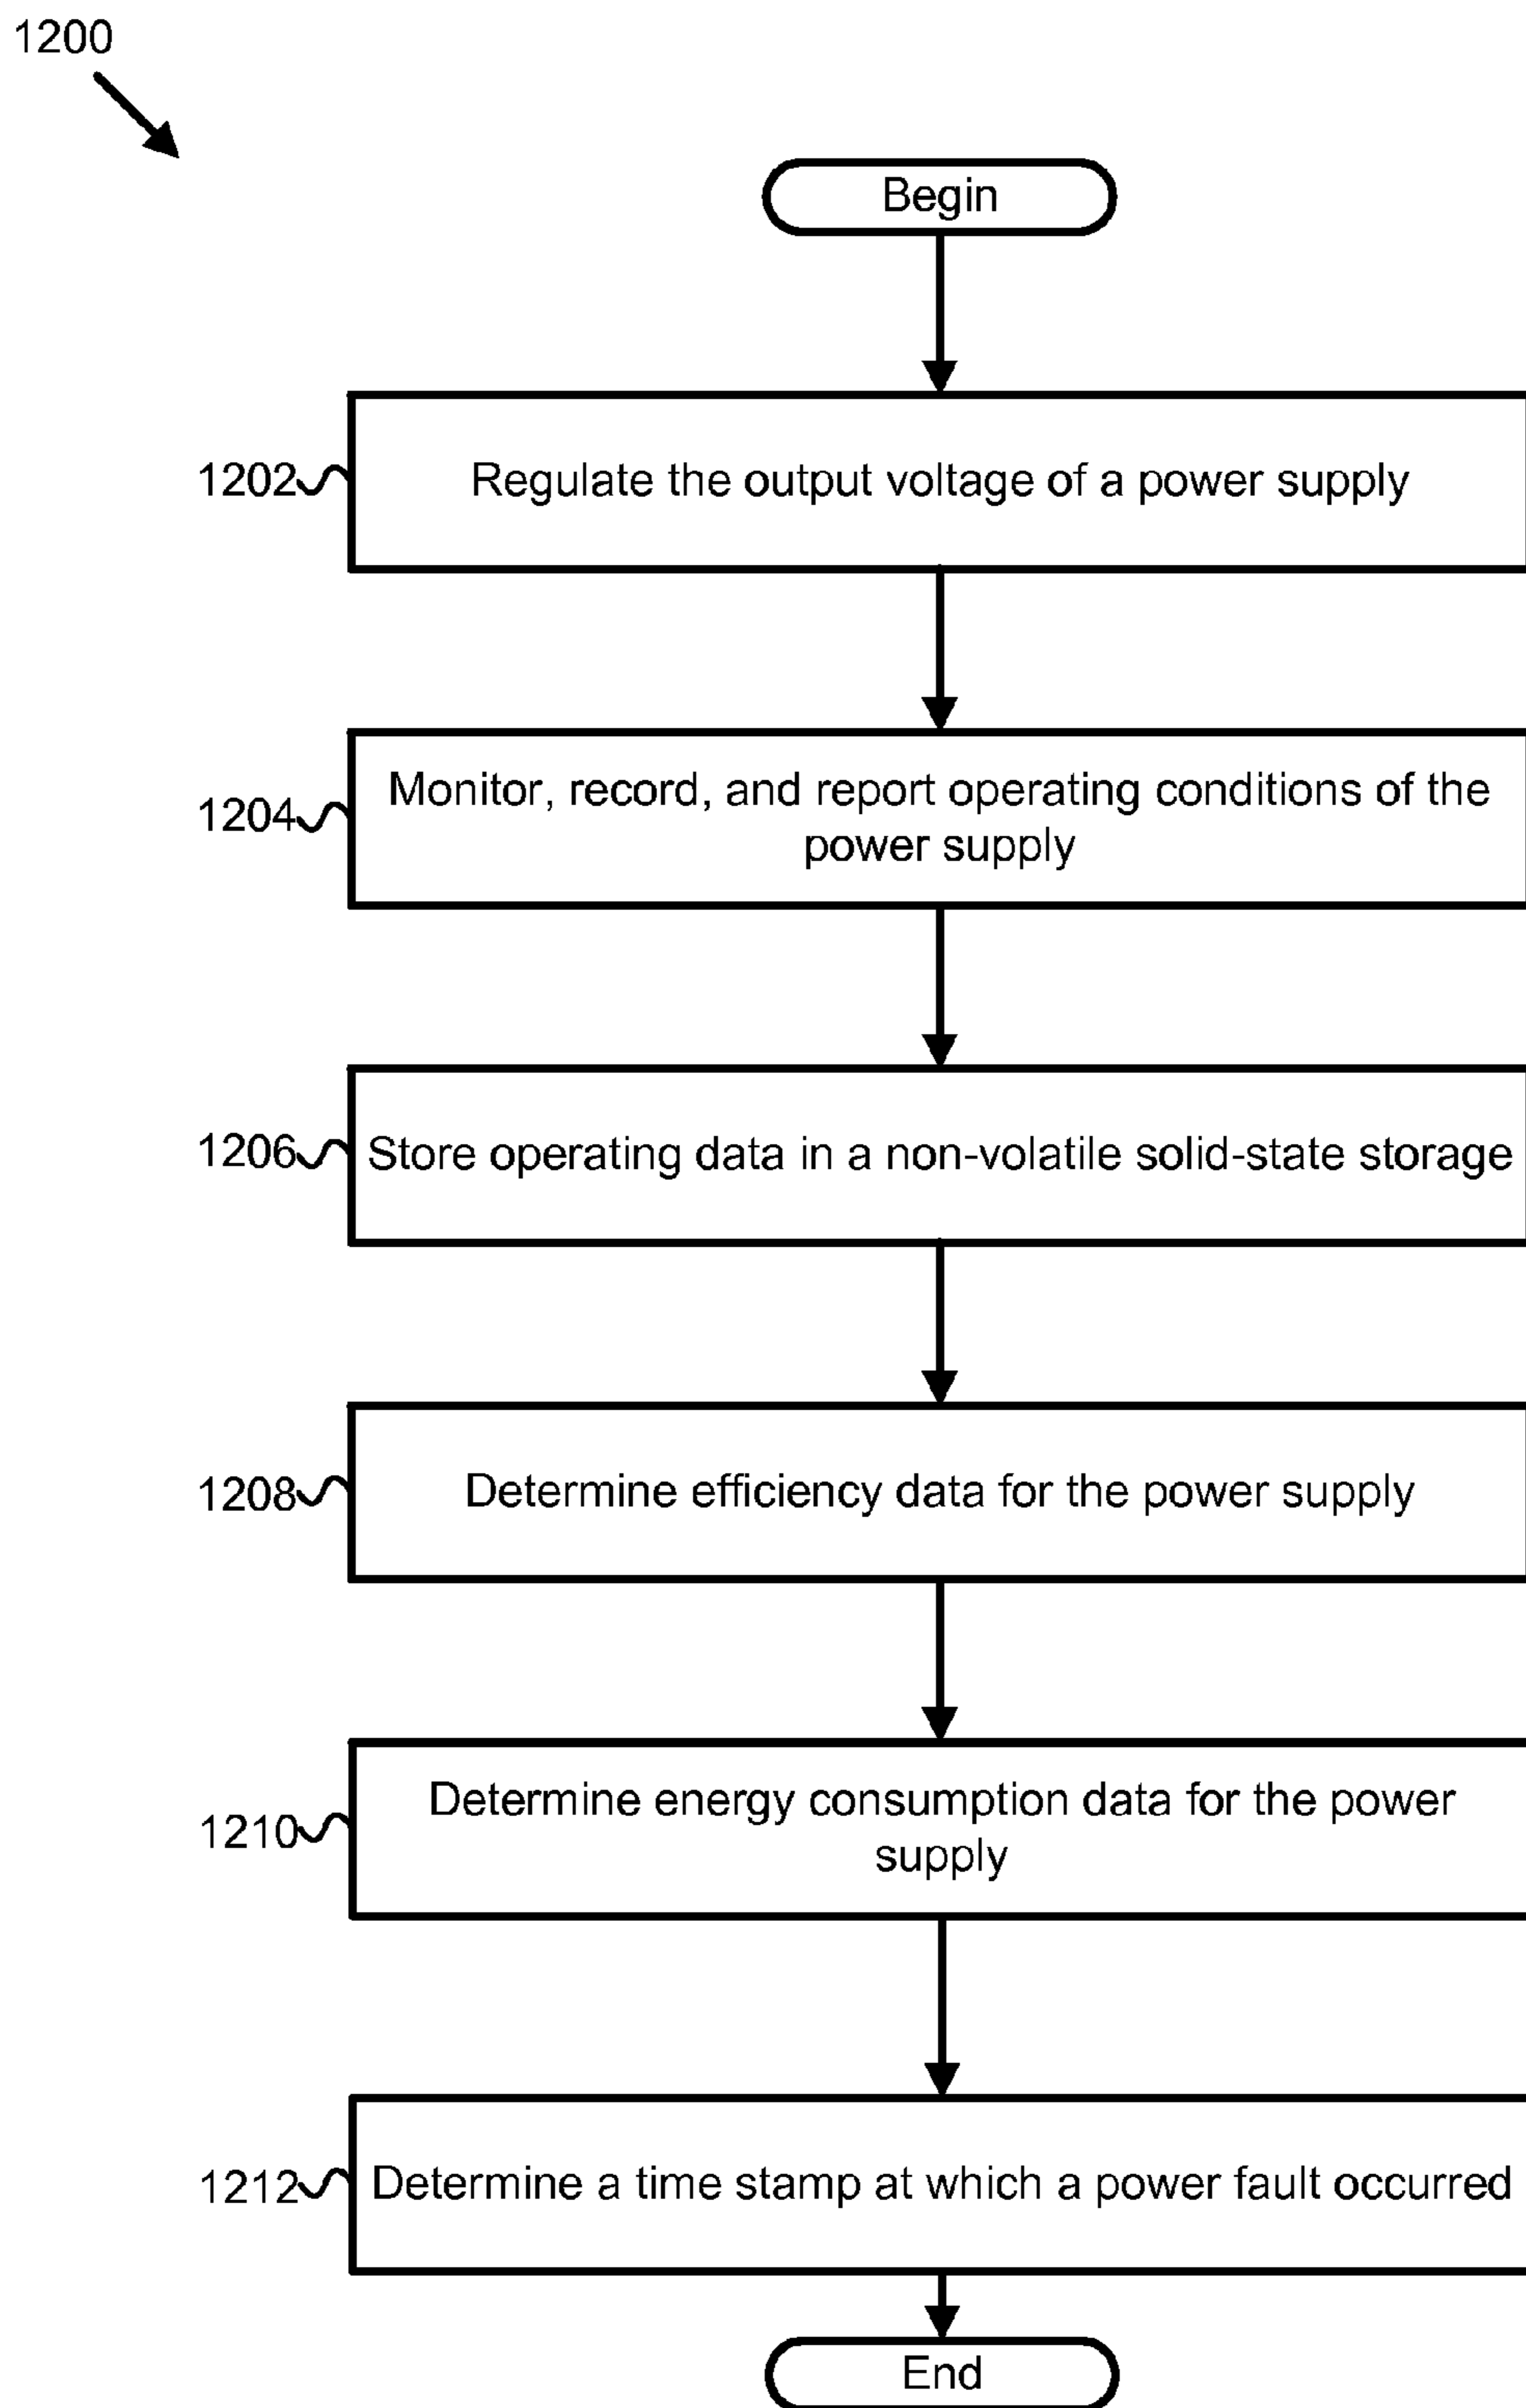 1200
Begin
1202
Regulate the output voltage of a power supply
1204
Monitor, record, and report operating conditions of the
power supply
1206
Store operating data in a non-volatile solid-state storage
1208
Determine efficiency data for the power supply
1210
Determine energy consumption data for the power
supply
1212
Determine a time stamp at which a power fault occurred
End